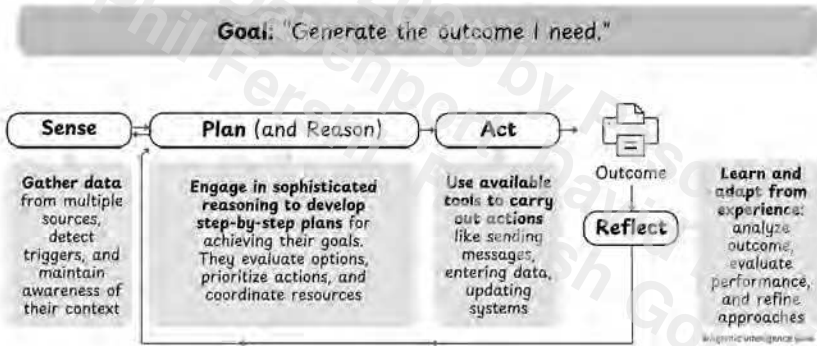 Goal: "Generate the outcome I need."
Sense
Plan (and Reason)
Act
Outcome
Reflect
Gather data
from multiple
sources,
detect
triggers, and
maintain
awareness of
their context
Engage in sophisticated
reasoning to develop
step-by-step plans for
achieving their goals.
They evaluate options,
prioritize actions, and
coordinate resources
Use available
tools to carry
out actions
like sending
messages,
entering data,
updating
systems
Learn and
adapt from
experience:
analyze
outcome,
evaluate
performance,
and refine
approaches